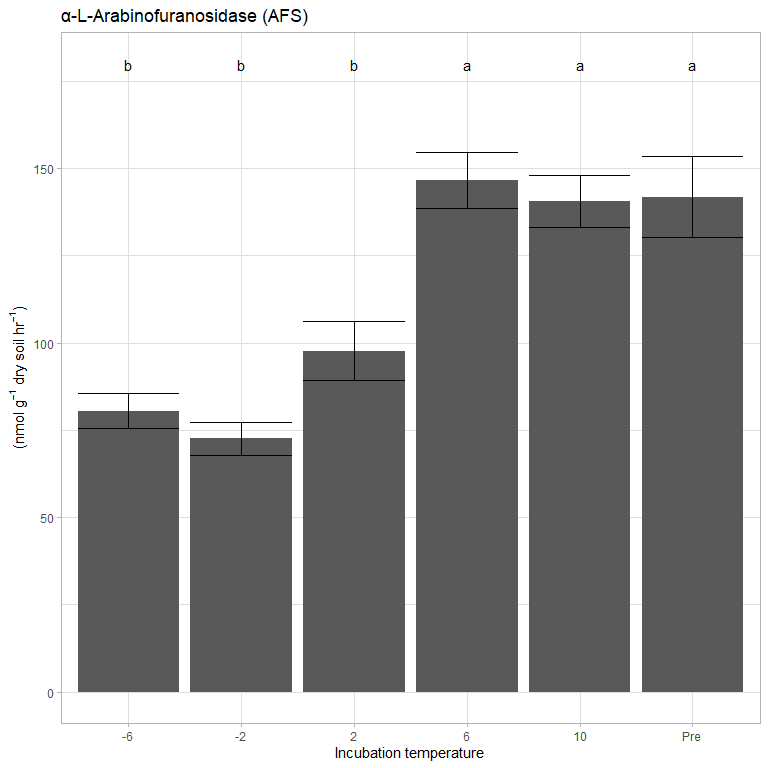 α-L-Arabinofuranosidase (AFS)
b b b a a a
150
100
50
0
(nmol g⁻¹ dry soil hr⁻¹)
-6 -2 2 6 10 Pre
Incubation temperature